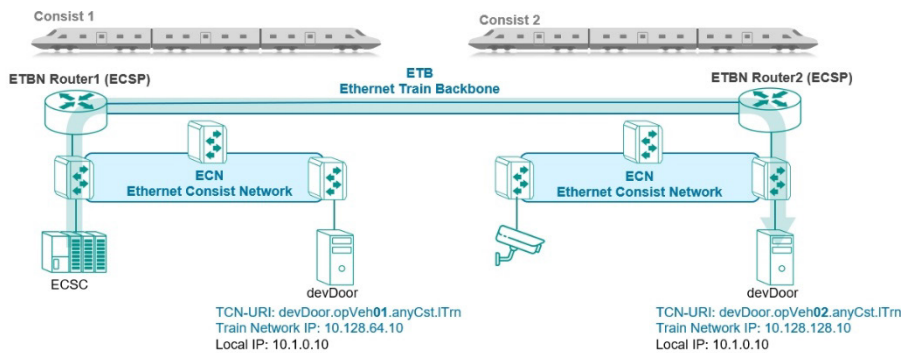 Consist 1
Consist 2
ETBN Router1 (ECSP)
ETB
Ethernet Train Backbone
ETBN Router2 (ECSP)
ECN
Ethernet Consist Network
ECN
Ethernet Consist Network
ECSC
devDoor
TCN-URI: devDoor.opVeh01.anyCst.lTrn
Train Network IP: 10.128.64.10
Local IP: 10.1.0.10
devDoor
TCN-URI: devDoor.opVeh02.anyCst.lTrn
Train Network IP: 10.128.128.10
Local IP: 10.1.0.10